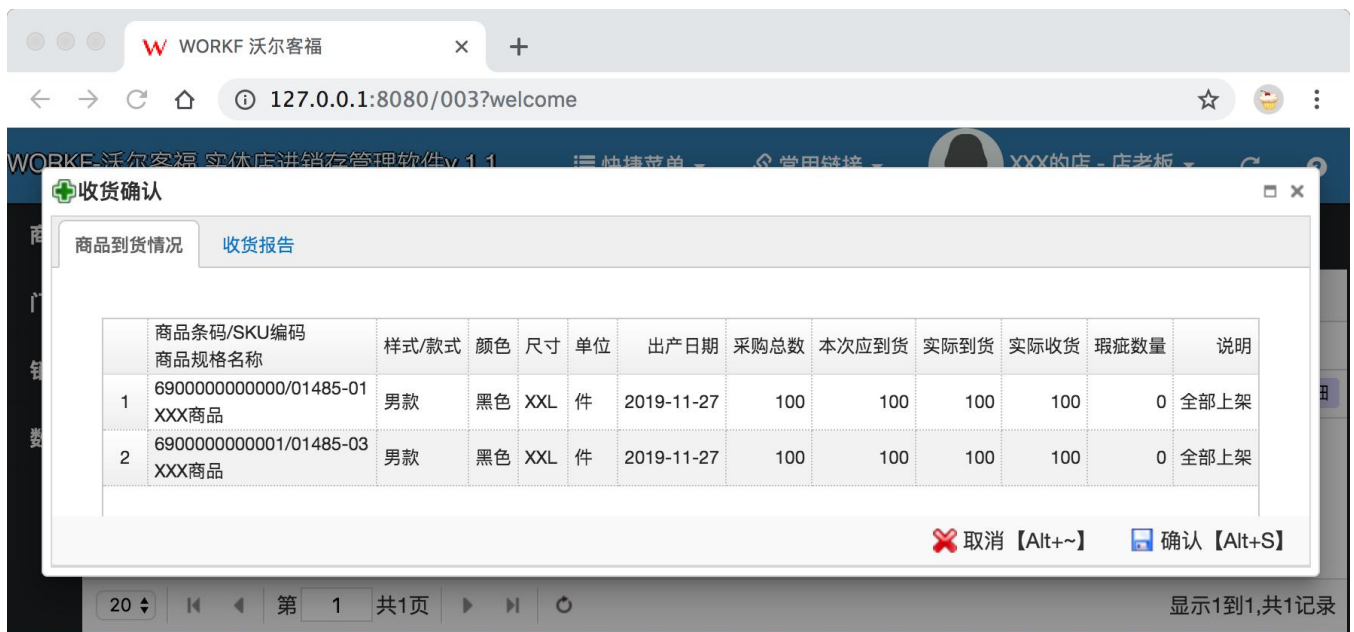 WORKF 沃尔客福
127.0.0.1:8080/003?welcome
WORKF-沃尔客福 实体店进销存管理软件v 1.1 快捷菜单 常用链接 XXX的店 - 店老板
收货确认
商品到货情况 收货报告
商品条码/SKU编码
商品规格名称 样式/款式 颜色 尺寸 单位 出产日期 采购总数 本次应到货 实际到货 实际收货 瑕疵数量 说明
6900000000000/01485-01
1 XXX商品 男款 黑色 XXL 件 2019-11-27 100 100 100 100 0 全部上架
6900000000001/01485-03
2 XXX商品 男款 黑色 XXL 件 2019-11-27 100 100 100 100 0 全部上架
取消【Alt+~】 确认【Alt+S】
20 第 1 共1页 显示1到1,共1记录